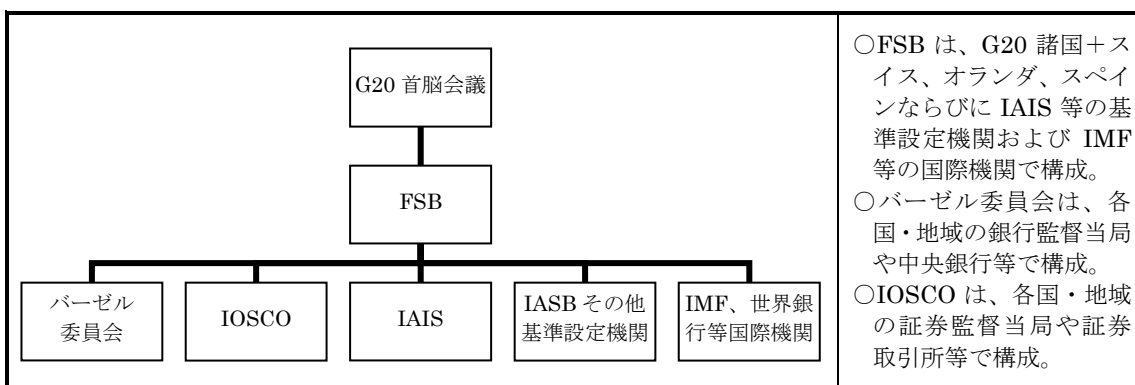 G20 首脳会議
FSB
バーゼル
委員会
IOSCO
IAIS
IASB その他
基準設定機関
IMF、世界銀
行等国際機関
○FSB は、G20 諸国＋ス
イス、オランダ、スペイ
ンならびに IAIS 等の基
準設定機関および IMF
等の国際機関で構成。
○バーゼル委員会は、各
国・地域の銀行監督当局
や中央銀行等で構成。
○IOSCO は、各国・地域
の証券監督当局や証券
取引所等で構成。